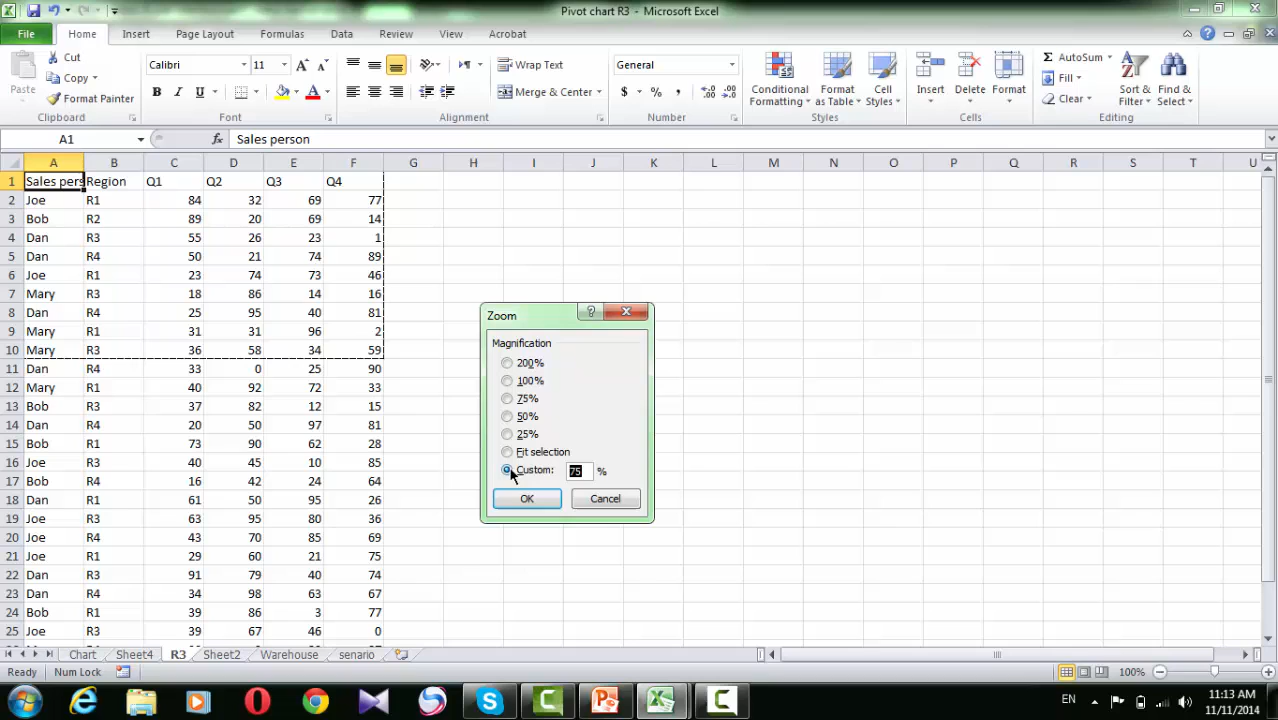 Pivot chart R3 - Microsoft Excel
File Home Insert Page Layout Formulas Data Review View Acrobat
Cut
Copy
Format Painter
Paste
Clipboard
Calibri 11
B I U
Font
Wrap Text
Merge & Center
Alignment
General
$ % ,
Number
Conditional Formatting
Format as Table
Cell Styles
Styles
Insert Delete Format
Cells
AutoSum
Fill
Clear
Sort & Filter
Find & Select
Editing
A1 fx Sales person
A B C D E F G H I J K L M N O P Q R S T U
1 Sales pers Region Q1 Q2 Q3 Q4
2 Joe R1 84 32 69 77
3 Bob R2 89 20 69 14
4 Dan R3 55 26 23 1
5 Dan R4 50 21 74 89
6 Joe R1 23 74 73 46
7 Mary R3 18 86 14 16
8 Dan R4 25 95 40 81
9 Mary R1 31 31 96 2
10 Mary R3 36 58 34 59
11 Dan R4 33 0 25 90
12 Mary R1 40 92 72 33
13 Bob R3 37 82 12 15
14 Dan R4 20 50 97 81
15 Bob R1 73 90 62 28
16 Joe R3 40 45 10 85
17 Bob R4 16 42 24 64
18 Dan R1 61 50 95 26
19 Joe R3 63 95 80 36
20 Joe R4 43 70 85 69
21 Joe R1 29 60 21 75
22 Dan R3 91 79 40 74
23 Dan R4 34 98 63 67
24 Bob R1 39 86 3 77
25 Joe R3 39 67 46 0
Zoom
Magnification
200%
100%
75%
50%
25%
Fit selection
Custom: 75 %
OK Cancel
Chart Sheet4 R3 Sheet2 Warehouse senario
Ready Num Lock 100%
EN 11:13 AM
11/11/2014